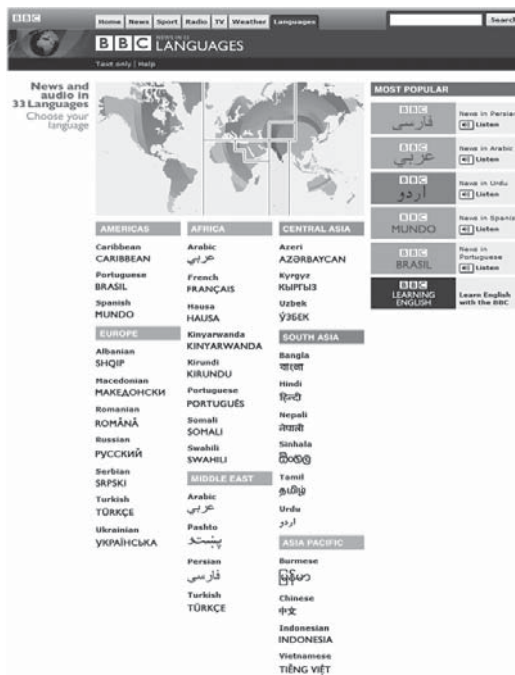 BBC
Home News Sport Radio TV Weather Languages
Search
BBC NEWS IN 33 LANGUAGES
Text only | Help
News and
audio in
33 Languages
Choose your
language
AMERICAS
Caribbean
CARIBBEAN
Portuguese
BRASIL
Spanish
MUNDO
EUROPE
Albanian
SHQIP
Macedonian
МАКЕДОНСКИ
Romanian
ROMÂNĂ
Russian
РУССКИЙ
Serbian
SRPSKI
Turkish
TÜRKÇE
Ukrainian
УКРАЇНСЬКА
AFRICA
Arabic
عربي
French
FRANÇAIS
Hausa
HAUSA
Kinyarwanda
KINYARWANDA
Kirundi
KIRUNDU
Portuguese
PORTUGUÊS
Somali
SOMALI
Swahili
SWAHILI
MIDDLE EAST
Arabic
عربي
Pashto
پښتو
Persian
فارسی
Turkish
TÜRKÇE
CENTRAL ASIA
Azeri
AZƏRBAYCAN
Kyrgyz
КЫРГЫЗ
Uzbek
ЎЗБЕК
SOUTH ASIA
Bangla
বাংলা
Hindi
हिन्दी
Nepali
नेपाली
Sinhala
සිංහල
Tamil
தமிழ்
Urdu
اردو
ASIA PACIFIC
Burmese
မြန်မာ
Chinese
中文
Indonesian
INDONESIA
Vietnamese
TIẾNG VIỆT
MOST POPULAR
BBC
فارسی
News in Persian
Listen
BBC
عربي
News in Arabic
Listen
BBC
اردو
News in Urdu
Listen
BBC
MUNDO
News in Spanis
Listen
BBC
BRASIL
News in
Portuguese
Listen
BBC
LEARNING
ENGLISH
Learn English
with the BBC